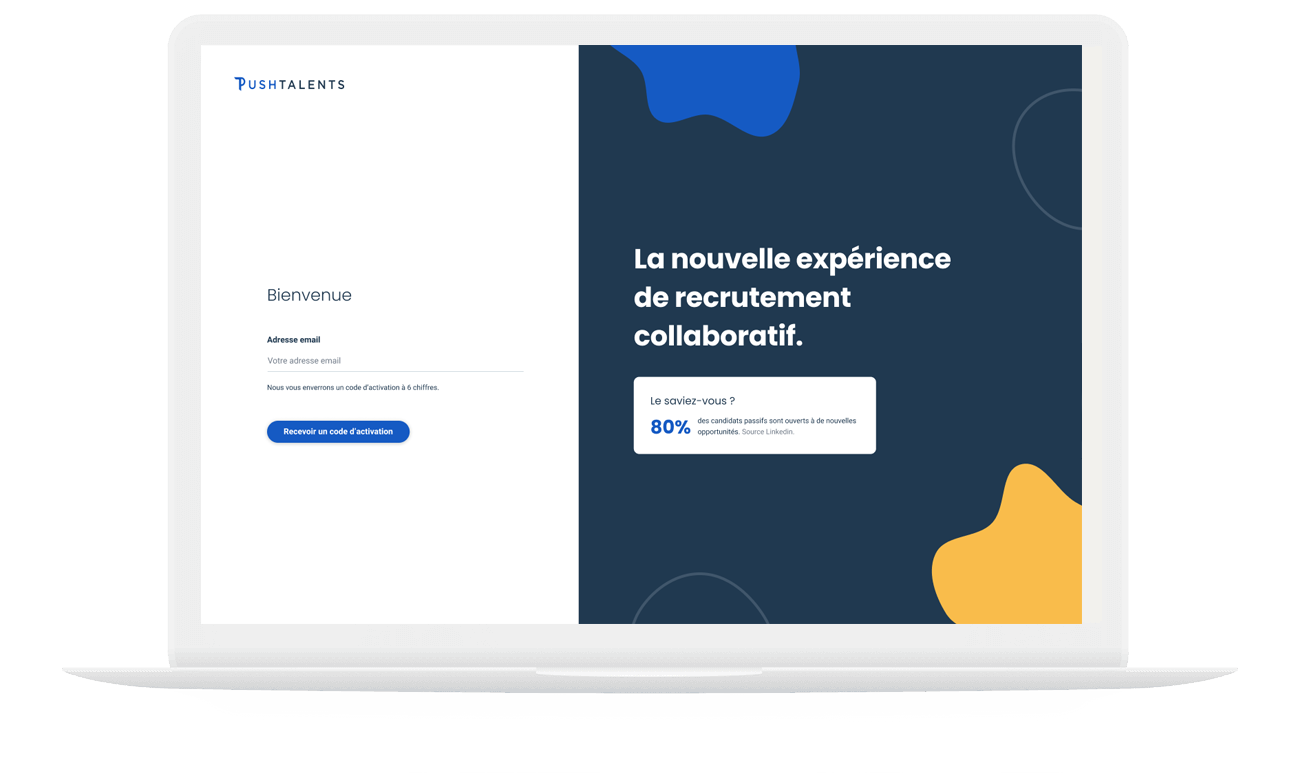 PUSHTALENTS
Bienvenue
Adresse email
Votre adresse email
Nous vous enverrons un code d'activation à 6 chiffres.
Recevoir un code d'activation
La nouvelle expérience
de recrutement
collaboratif.
Le saviez-vous ?
80% des candidats passifs sont ouverts à de nouvelles
opportunités. Source Linkedin.